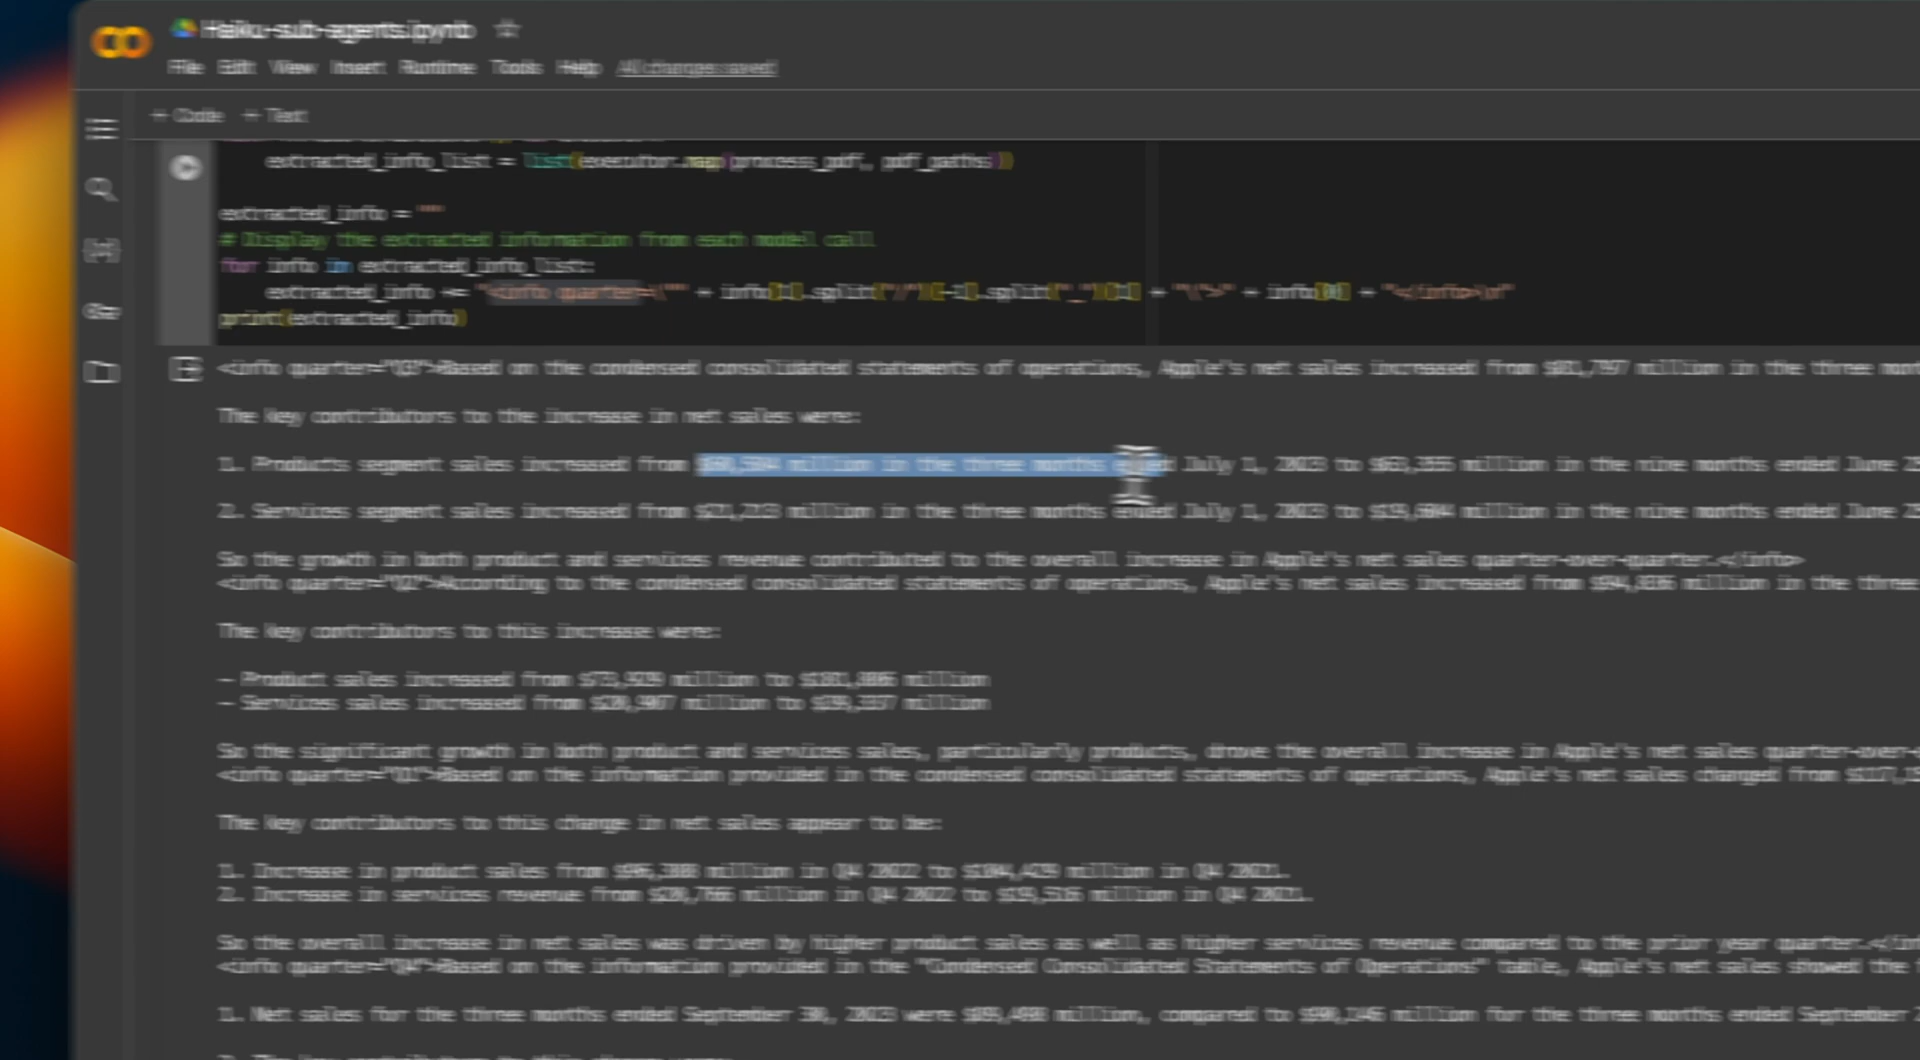 Haiku-sub-agents.ipynb
File Edit View Insert Runtime Tools Help All changes saved
+ Code + Text
extracted_info_list = list(executor.map(process_pdf, pdf_paths))
extracted_info = ""
# Display the extracted information from each model call
for info in extracted_info_list:
extracted_info += "<info quarter=\"" + info[1].split("/")[-1].split("_")[1] + "\">" + info[0] + "</info>\n"
print(extracted_info)
<info quarter="Q3">Based on the condensed consolidated statements of operations, Apple's net sales increased from $81,797 million in the three
The key contributors to the increase in net sales were:
1. Products segment sales increased from million in the three months ended July 1, 2023 to $63,355 million in the nine months ended June
2. Services segment sales increased from $21,213 million in the three months ended July 1, 2023 to $19,604 million in the nine months ended June
So the growth in both product and services revenue contributed to the overall increase in Apple's net sales quarter-over-quarter.</info>
<info quarter="Q2">According to the condensed consolidated statements of operations, Apple's net sales increased from $94,836 million in the three
The key contributors to this increase were:
- Product sales increased from $73,929 million to million
- Services sales increased from $20,907 million to million
So the significant growth in both product and services sales, particularly products, drove the overall increase in Apple's net sales
<info quarter="Q1">Based on the information provided in the condensed consolidated statements of operations, Apple's net sales changed from
The key contributors to this change in net sales appear to be:
1. Increase in product sales from $96,388 million in Q4 2022 to $104,429 million in Q4 2021.
2. Increase in services revenue from $20,766 million in Q4 2022 to $19,516 million in Q4 2021.
So the overall increase in net sales was driven by higher product sales as well as higher services revenue compared to the prior year quarter.
<info quarter="Q4">Based on the information provided in the "Condensed Consolidated Statements of Operations" table, Apple's net sales showed the
1. Net sales for the three months ended September 30, 2023 were $89,498 million, compared to $90,146 million for the three months ended September